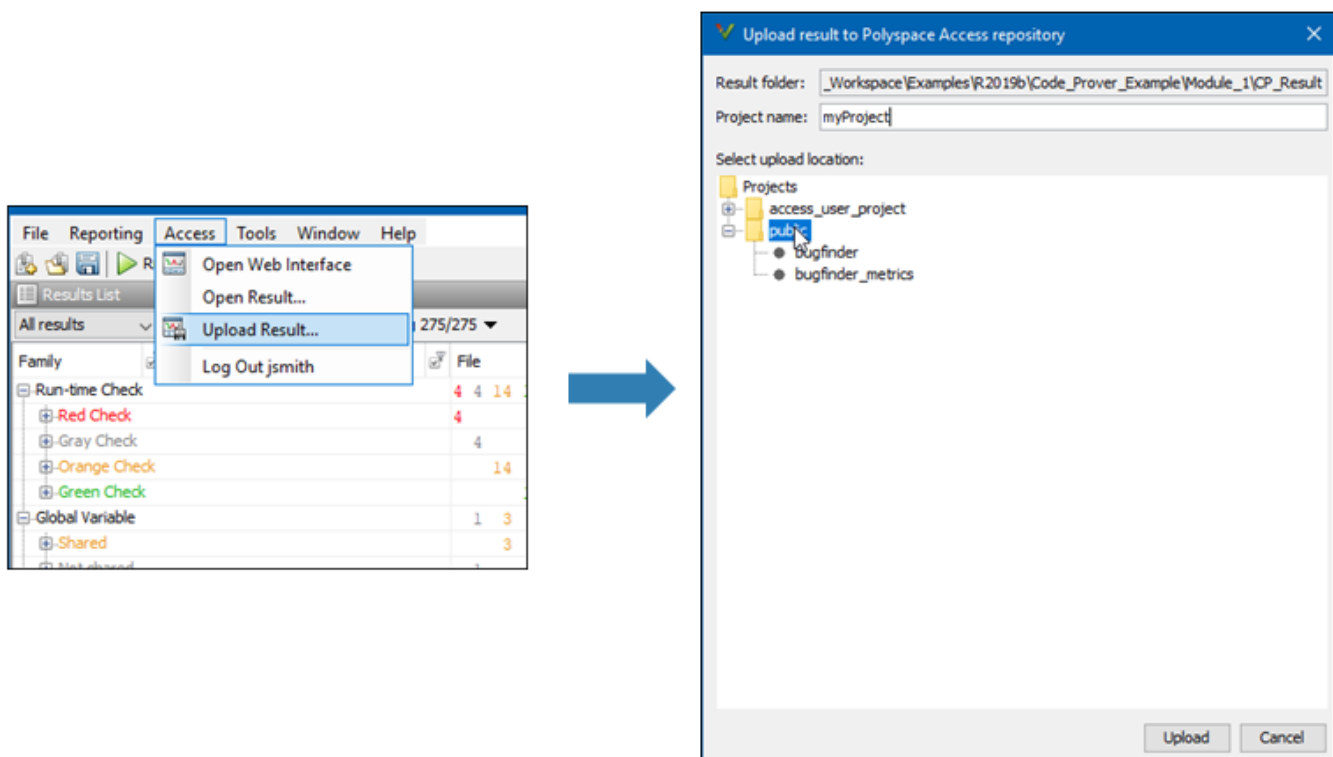 File Reporting Access Tools Window Help
R
Open Web Interface
Results List
Open Result...
All results
Upload Result...
275/275
Family
Log Out jsmith
File
Run-time Check
4 4 14
Red Check
4
Gray Check
4
Orange Check
14
Green Check
Global Variable
1 3
Shared
3
Not shared
Upload result to Polyspace Access repository
Result folder: _Workspace\Examples\R2019b\Code_Prover_Example\Module_1\CP_Result
Project name: myProject
Select upload location:
Projects
access_user_project
public
bugfinder
bugfinder_metrics
Upload Cancel